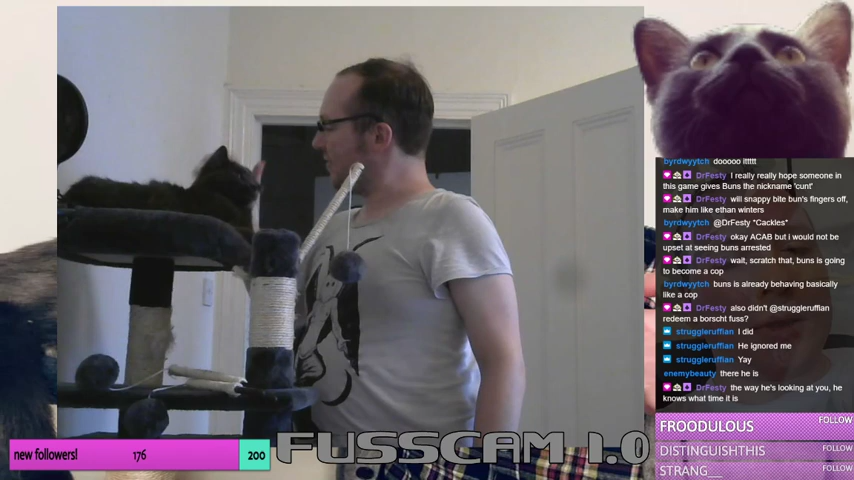 byrdwyytch dooooo itttttt
DrFesty I really really hope someone in
this game gives Buns the nickname 'cunt'
DrFesty will snappy bite bun's fingers off,
make him like ethan winters
byrdwyytch @DrFesty *Cackles*
DrFesty okay ACAB but I would not be
upset at seeing buns arrested
DrFesty wait, scratch that, buns is going
to become a cop
byrdwyytch buns is already behaving basically
like a cop
DrFesty also didn't @struggleruffian
redeem a borscht fuss?
struggleruffian I did
struggleruffian He ignored me
struggleruffian Yay
enemybeauty there he is
DrFesty the way he's looking at you, he
knows what time it is
FROODULOUS FOLLOW
DISTINGUISHTHIS FOLLOW
STRANG__ FOLLOW
FUSSCAM 1.0
new followers! 176 200